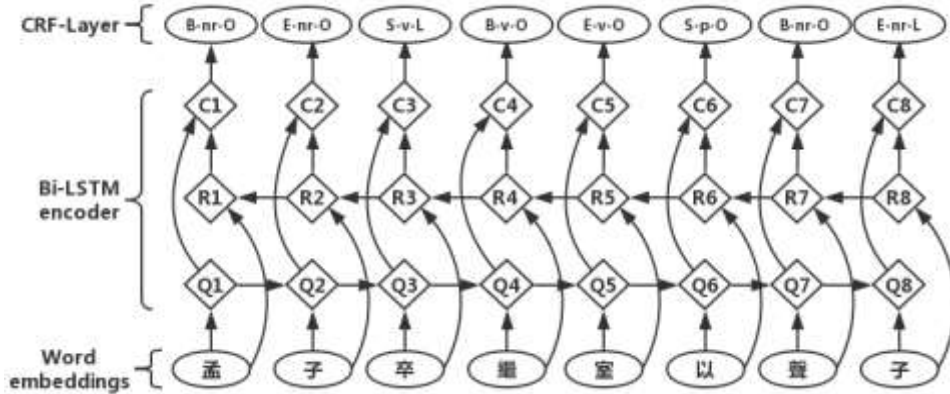 CRF-Layer B-nr-O E-nr-O S-v-L B-v-O E-v-O S-p-O B-nr-O E-nr-L
C1 C2 C3 C4 C5 C6 C7 C8
Bi-LSTM
encoder
R1 R2 R3 R4 R5 R6 R7 R8
Q1 Q2 Q3 Q4 Q5 Q6 Q7 Q8
Word
embeddings
孟 子 卒 繼 室 以 聲 子